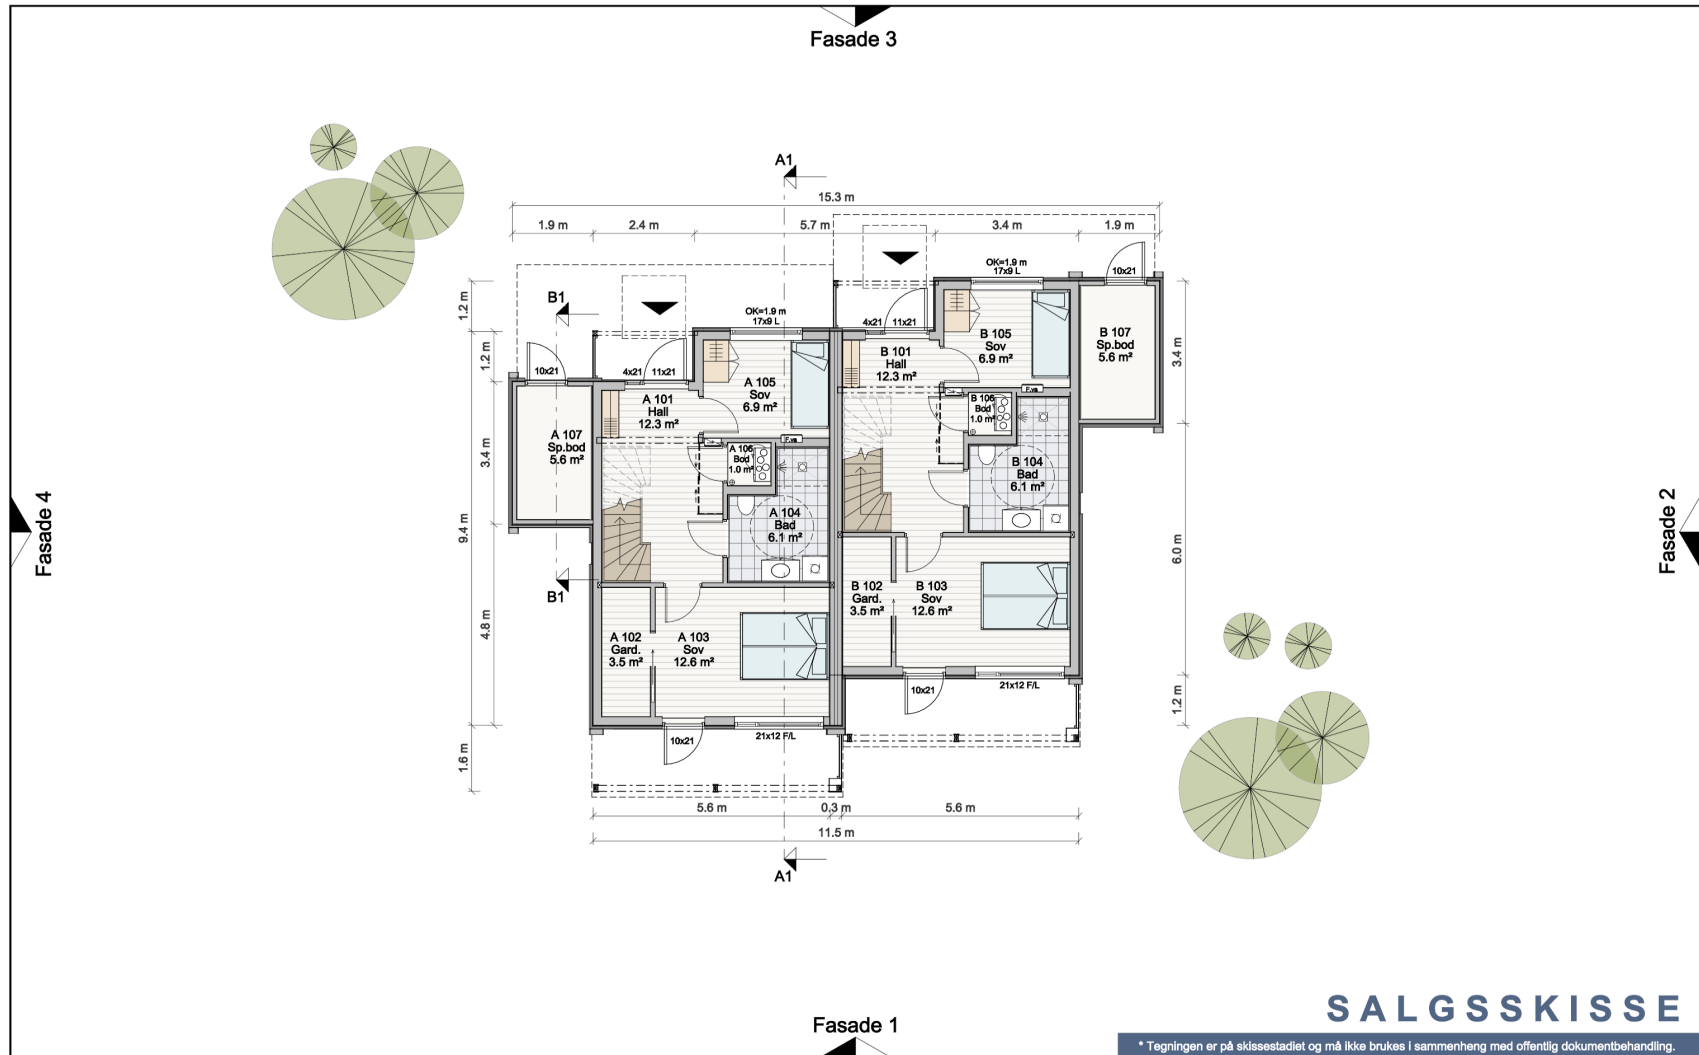 Fasade 3
A1
15.3 m
1.9 m
2.4 m
5.7 m
3.4 m
1.9 m
OK=1.9 m
17x9 L
10x21
1.2 m
B1
OK=1.9 m
17x9 L
4x21
11x21
B 105
Sov
6.9 m²
B 107
Sp.bod
5.6 m²
3.4 m
1.2 m
10x21
4x21
11x21
B 101
Hall
12.3 m²
A 105
Sov
6.9 m²
F.vs
A 101
Hall
12.3 m²
B 106
Bod
1.0 m²
A 107
Sp.bod
5.6 m²
3.4 m
F.vs
A 106
Bod
1.0 m²
B 104
Bad
6.1 m²
Fasade 4
9.4 m
A 104
Bad
6.1 m²
Fasade 2
6.0 m
B1
B 102
Gard.
3.5 m²
B 103
Sov
12.6 m²
4.8 m
A 102
Gard.
3.5 m²
A 103
Sov
12.6 m²
10x21
21x12 F/L
1.2 m
10x21
21x12 F/L
1.6 m
5.6 m
0.3 m
5.6 m
11.5 m
A1
SALGSSKISSE
Fasade 1
* Tegningen er på skissestadiet og må ikke brukes i sammenheng med offentlig dokumentbehandling.